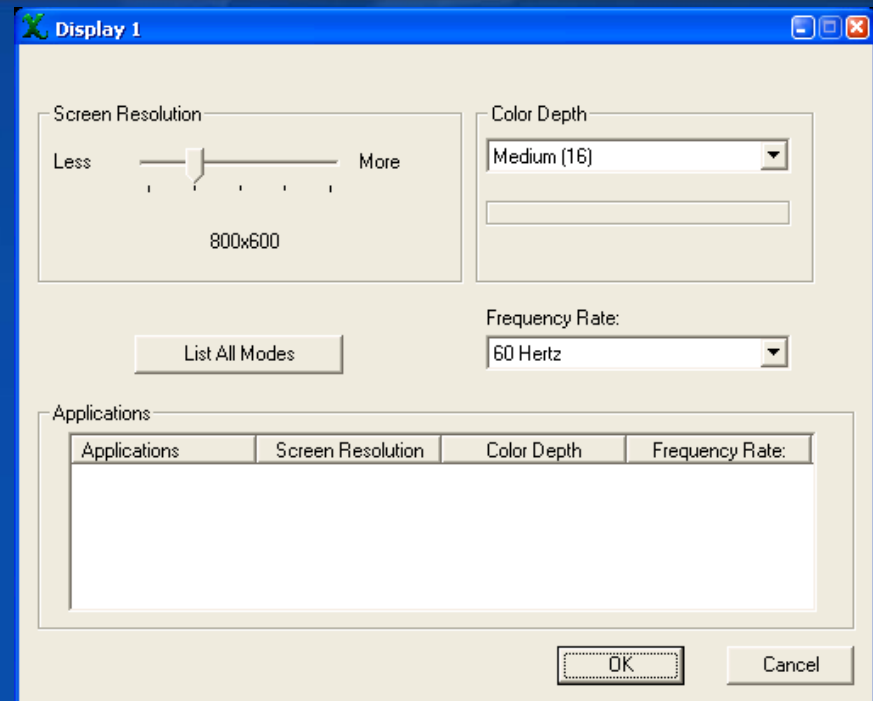 Display 1
Screen Resolution
Less More
800x600
Color Depth
Medium (16)
List All Modes
Frequency Rate:
60 Hertz
Applications
Applications Screen Resolution Color Depth Frequency Rate:
OK Cancel